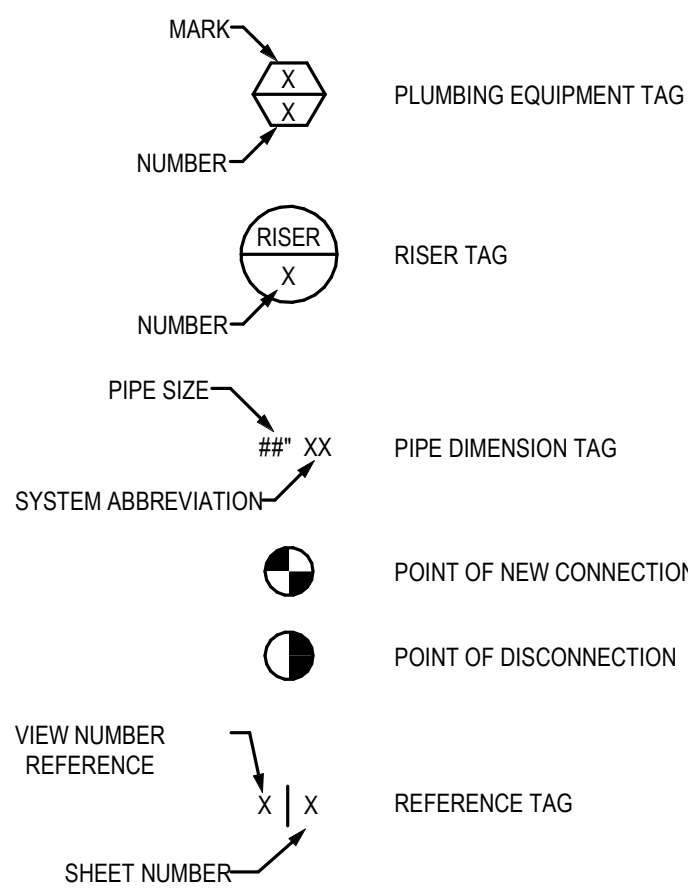 MARK
X
X
PLUMBING EQUIPMENT TAG
NUMBER
RISER
X
RISER TAG
NUMBER
PIPE SIZE
##" XX
PIPE DIMENSION TAG
SYSTEM ABBREVIATION
POINT OF NEW CONNECTION
POINT OF DISCONNECTION
VIEW NUMBER
REFERENCE
X | X
REFERENCE TAG
SHEET NUMBER